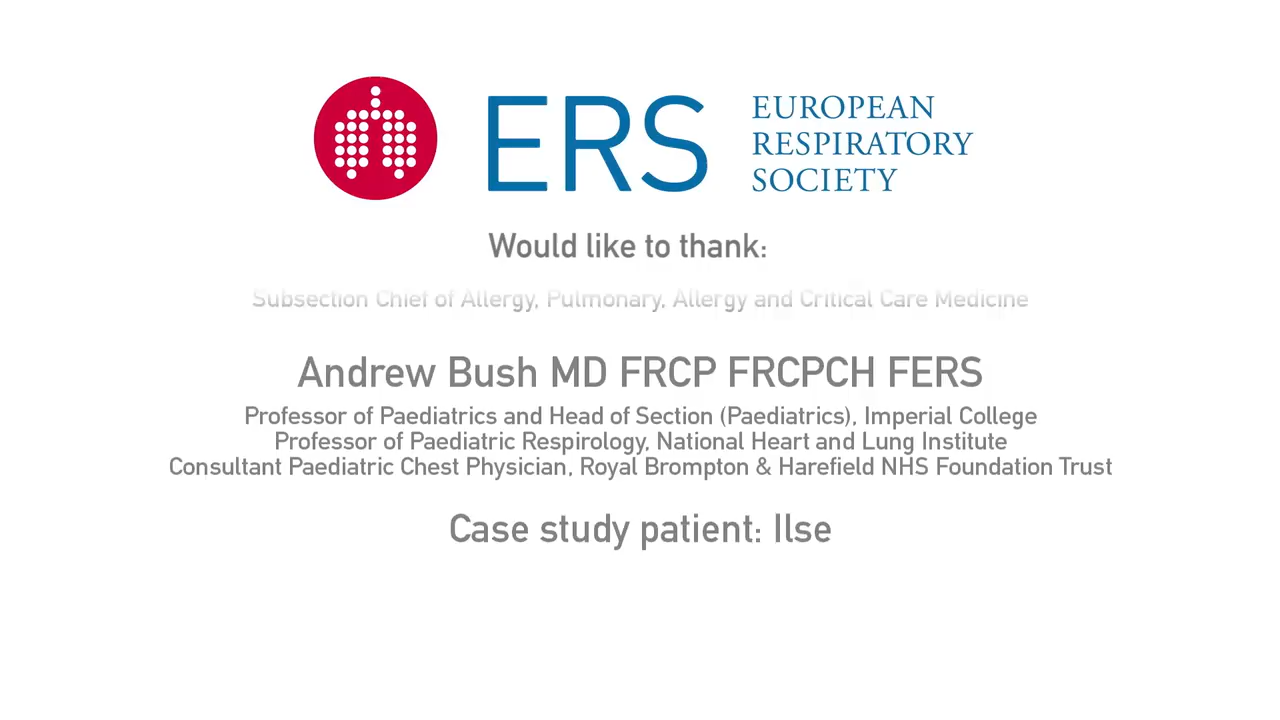 ERS
EUROPEAN
RESPIRATORY
SOCIETY
Would like to thank:
Subsection Chief of Allergy, Pulmonary, Allergy and Critical Care Medicine
Andrew Bush MD FRCP FRCPCH FERS
Professor of Paediatrics and Head of Section (Paediatrics), Imperial College
Professor of Paediatric Respirology, National Heart and Lung Institute
Consultant Paediatric Chest Physician, Royal Brompton & Harefield NHS Foundation Trust
Case study patient: Ilse